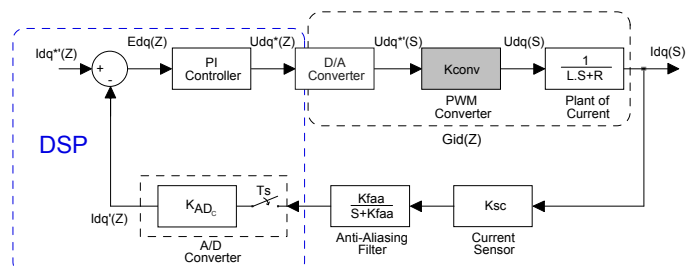 Idq*'(Z)
+
-
Edq(Z)
PI
Controller
Udq*(Z)
D/A
Converter
Udq*'(S)
Kconv
PWM
Converter
Udq(S)
1
L.S+R
Plant of
Current
Idq(S)
Gid(Z)
DSP
Idq'(Z)
KADC
Ts
A/D
Converter
Kfaa
S+Kfaa
Anti-Aliasing
Filter
Ksc
Current
Sensor